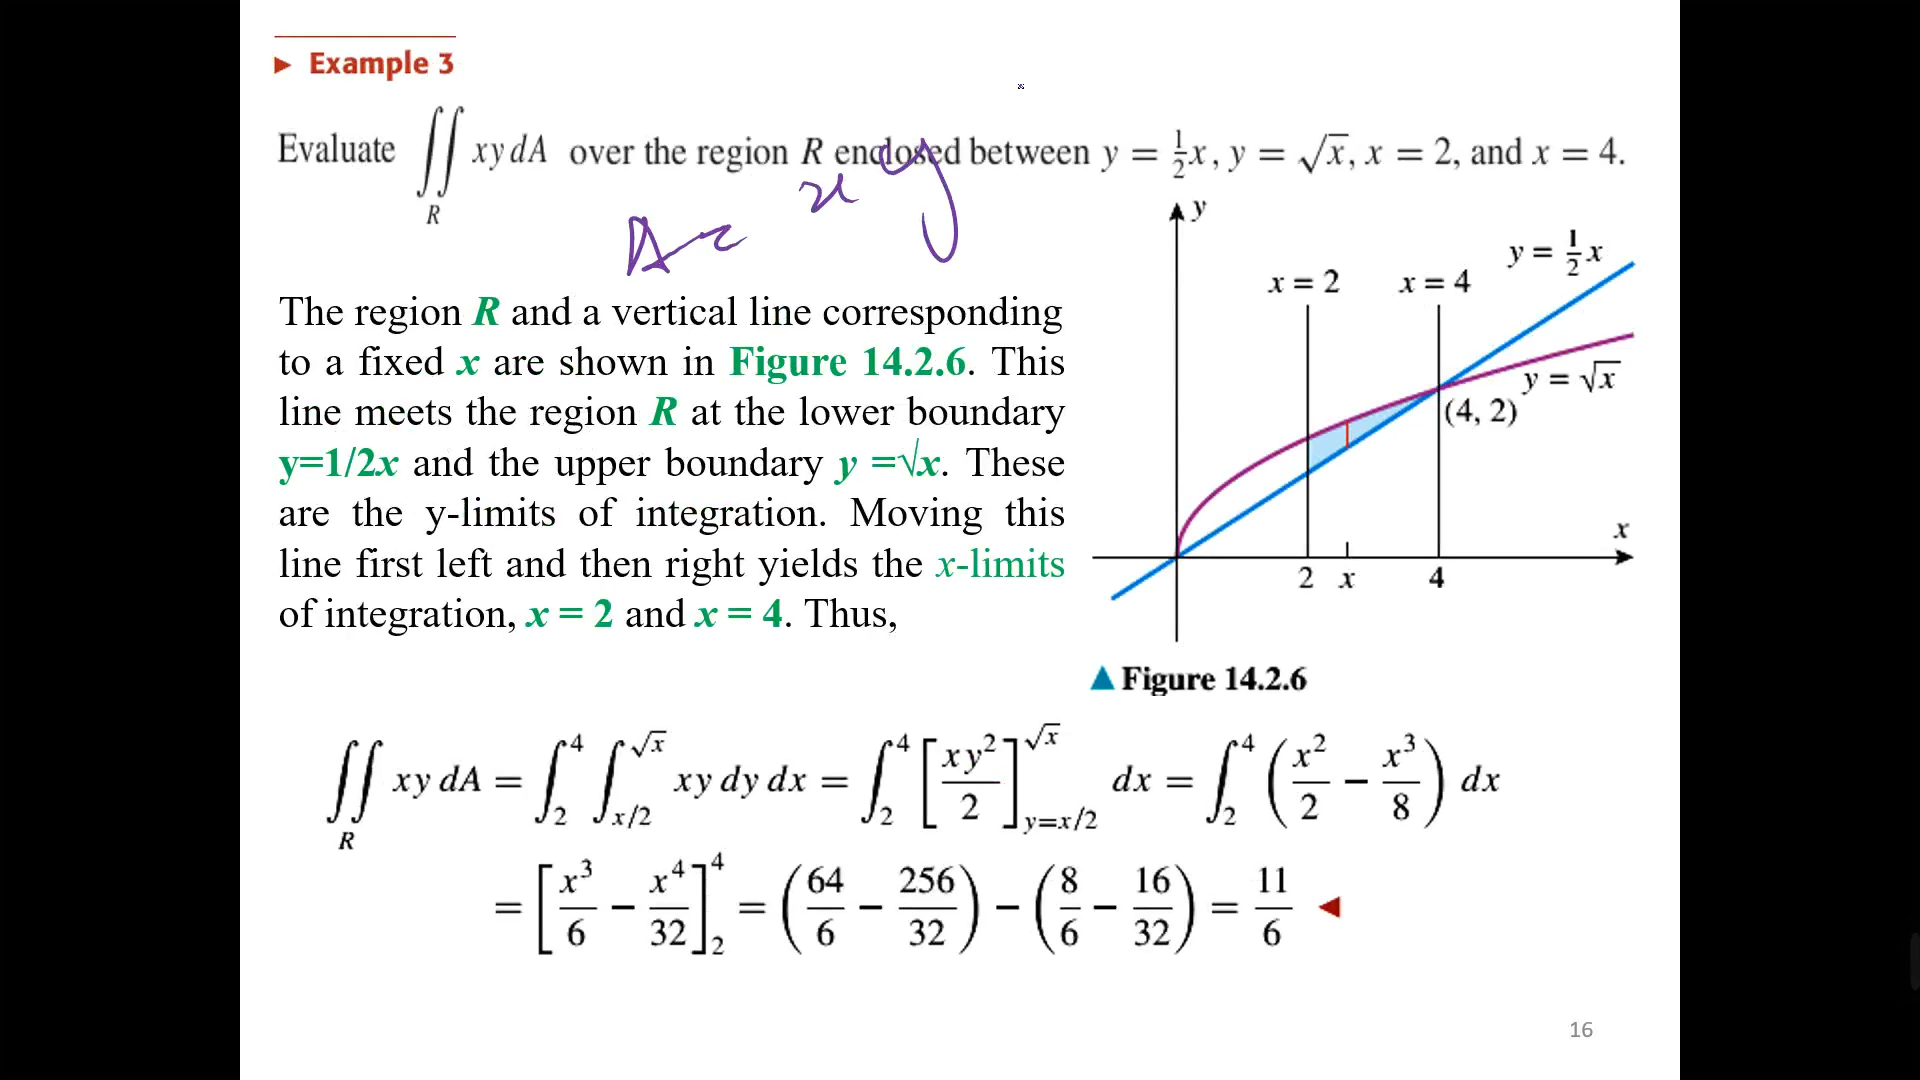 ► Example 3
Evaluate ∬_R xy dA over the region R enclosed between y = ½x, y = √x, x = 2, and x = 4.
A = x y
The region R and a vertical line corresponding
to a fixed x are shown in Figure 14.2.6. This
line meets the region R at the lower boundary
y=1/2x and the upper boundary y =√x. These
are the y-limits of integration. Moving this
line first left and then right yields the x-limits
of integration, x = 2 and x = 4. Thus,
y
y = ½x
x = 2 x = 4
y = √x
(4, 2)
x
2 x 4
▲ Figure 14.2.6
∬_R xy dA = ∫_2^4 ∫_{x/2}^{√x} xy dy dx = ∫_2^4 [xy²/2]_{y=x/2}^{√x} dx = ∫_2^4 (x²/2 − x³/8) dx
= [x³/6 − x⁴/32]_2^4 = (64/6 − 256/32) − (8/6 − 16/32) = 11/6 ◄
16